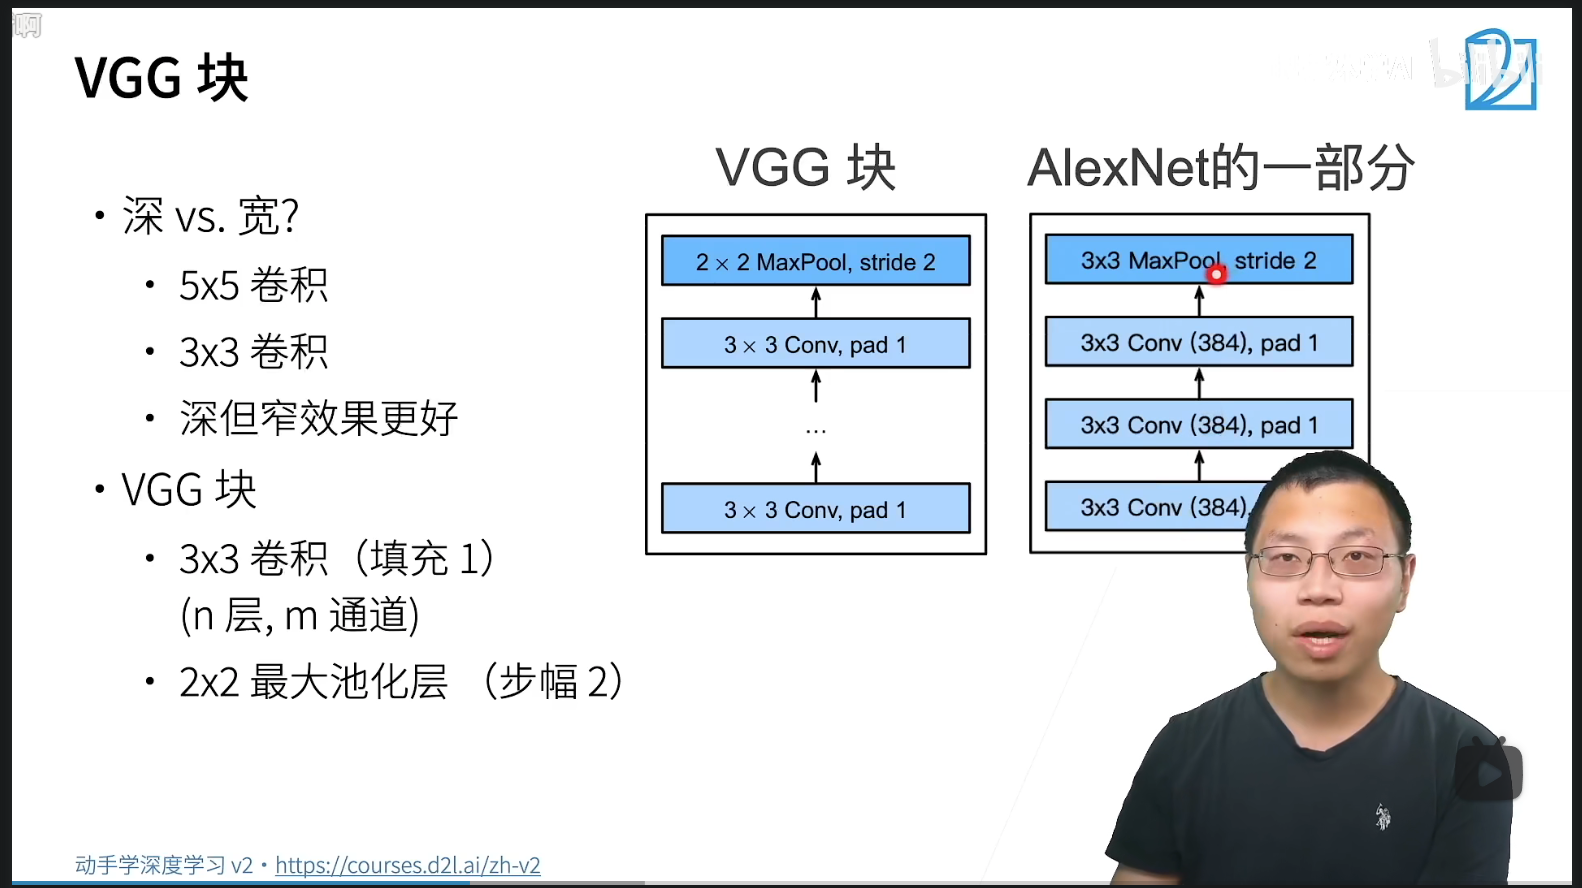 啊
VGG 块
bilibili
VGG 块
AlexNet的一部分
• 深 vs. 宽?
• 5x5 卷积
• 3x3 卷积
• 深但窄效果更好
• VGG 块
• 3x3 卷积（填充 1）
(n 层, m 通道)
• 2x2 最大池化层 （步幅 2）
2 × 2 MaxPool, stride 2
3 × 3 Conv, pad 1
...
3 × 3 Conv, pad 1
3x3 MaxPool, stride 2
3x3 Conv (384), pad 1
3x3 Conv (384), pad 1
3x3 Conv (384),
动手学深度学习 v2 • https://courses.d2l.ai/zh-v2